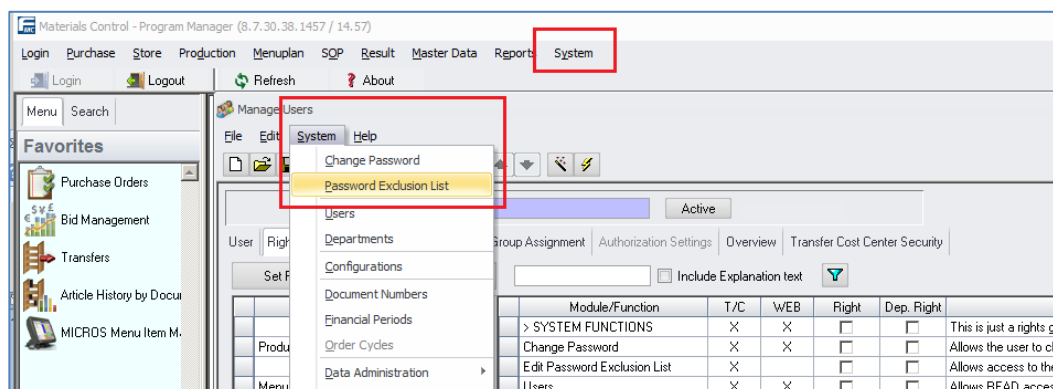 Materials Control - Program Manager (8.7.30.38.1457 / 14.57)
Login Purchase Store Production Menuplan SOP Result Master Data Reports System
Login Logout Refresh About
Menu Search
Manage Users
File Edit System Help
Favorites
Change Password
Purchase Orders
Password Exclusion List
Bid Management
Users
Active
Departments
User Group Assignment Authorization Settings Overview Transfer Cost Center Security
Transfers
Configurations
Set Include Explanation text
Article History by
Document Numbers
Module/Function T/C WEB Right Dep. Right
Financial Periods
> SYSTEM FUNCTIONS X X This is just a rights
MICROS Menu Item
Order Cycles
Change Password X X Allows the user to
Edit Password Exclusion List X Allows access to
Data Administration
Users X X Allows READ